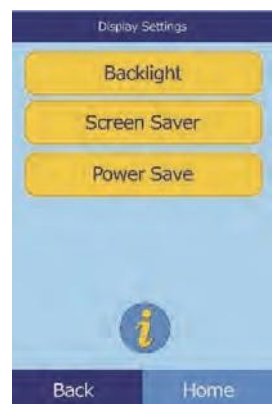 Display Settings
Backlight
Screen Saver
Power Save
i
Back Home